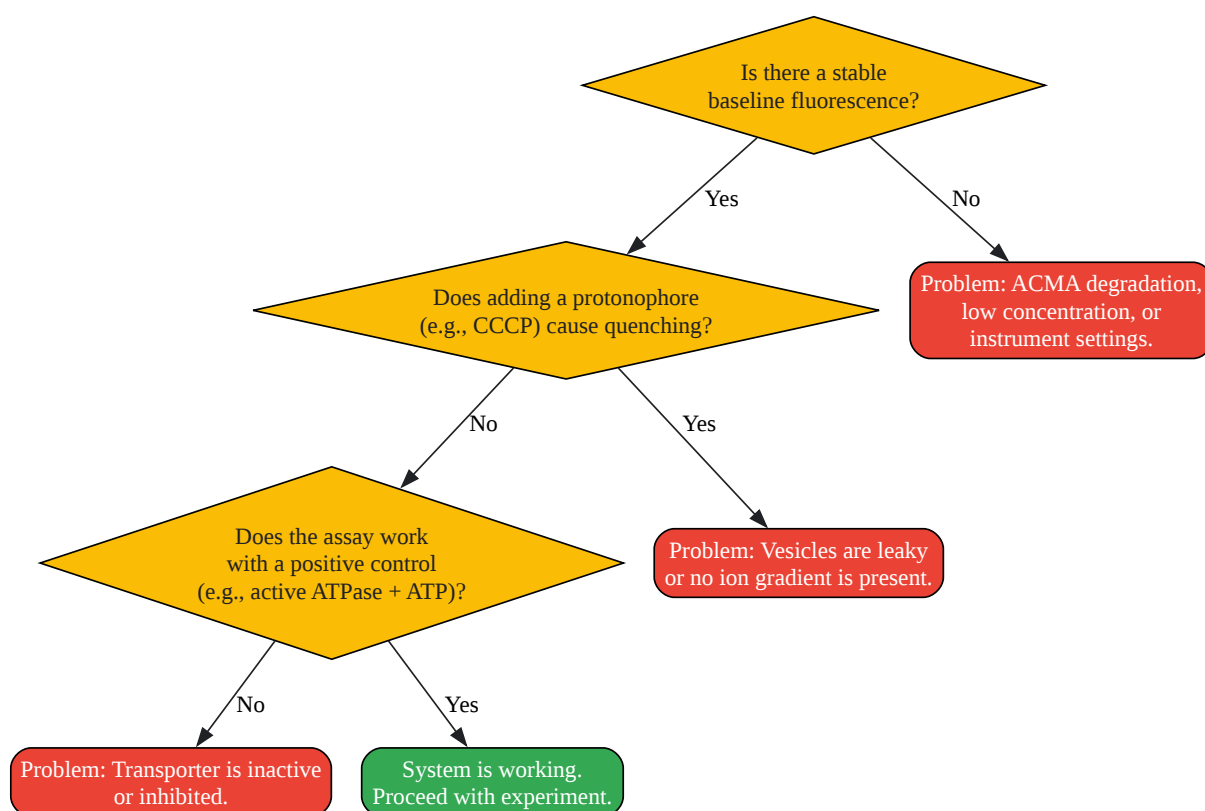 Is there a stable
baseline fluorescence?
Yes
No
Does adding a protonophore
(e.g., CCCP) cause quenching?
Problem: ACMA degradation,
low concentration, or
instrument settings.
No
Yes
Does the assay work
with a positive control
(e.g., active ATPase + ATP)?
Problem: Vesicles are leaky
or no ion gradient is present.
No
Yes
Problem: Transporter is inactive
or inhibited.
System is working.
Proceed with experiment.